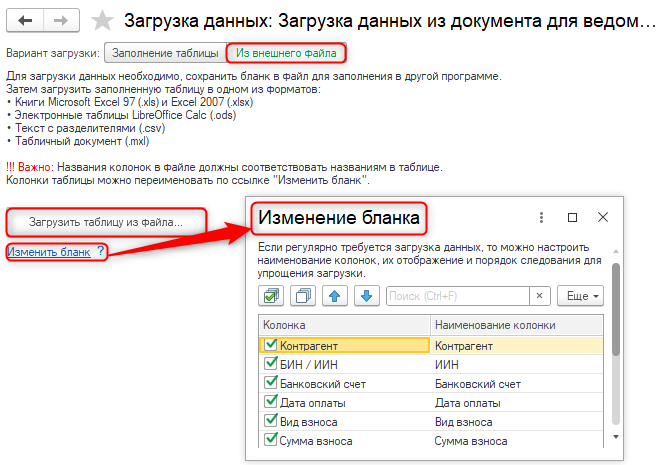 Загрузка данных: Загрузка данных из документа для ведом...
Вариант загрузки: Заполнение таблицы Из внешнего файла
Для загрузки данных необходимо, сохранить бланк в файл для заполнения в другой программе.
Затем загрузить заполненную таблицу в одном из форматов:
• Книги Microsoft Excel 97 (.xls) и Excel 2007 (.xlsx)
• Электронные таблицы LibreOffice Calc (.ods)
• Текст с разделителями (.csv)
• Табличный документ (.mxl)
!!! Важно: Названия колонок в файле должны соответствовать названиям в таблице.
Колонки таблицы можно переименовать по ссылке "Изменить бланк".
Загрузить таблицу из файла...
Изменить бланк ?
Изменение бланка
Если регулярно требуется загрузка данных, то можно настроить
наименование колонок, их отображение и порядок следования для
упрощения загрузки.
Поиск (Ctrl+F) × Еще
Колонка Наименование колонки
Контрагент Контрагент
БИН / ИИН ИИН
Банковский счет Банковский счет
Дата оплаты Дата оплаты
Вид взноса Вид взноса
Сумма взноса Сумма взноса